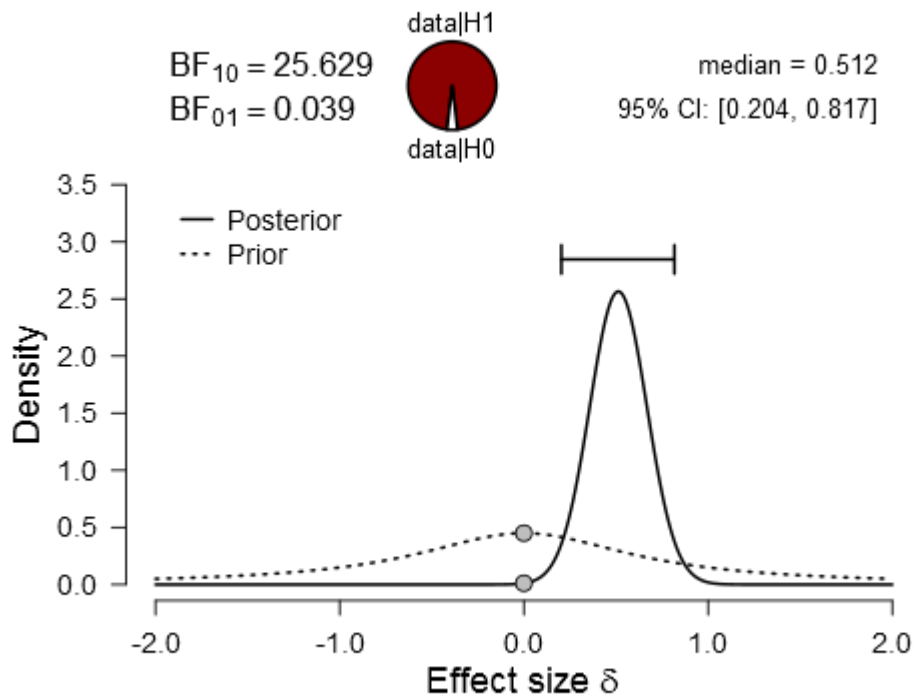 data|H1
BF₁₀ = 25.629
BF₀₁ = 0.039
data|H0
median = 0.512
95% CI: [0.204, 0.817]
Posterior
Prior
Density
3.5
3.0
2.5
2.0
1.5
1.0
0.5
0.0
-2.0 -1.0 0.0 1.0 2.0
Effect size δ